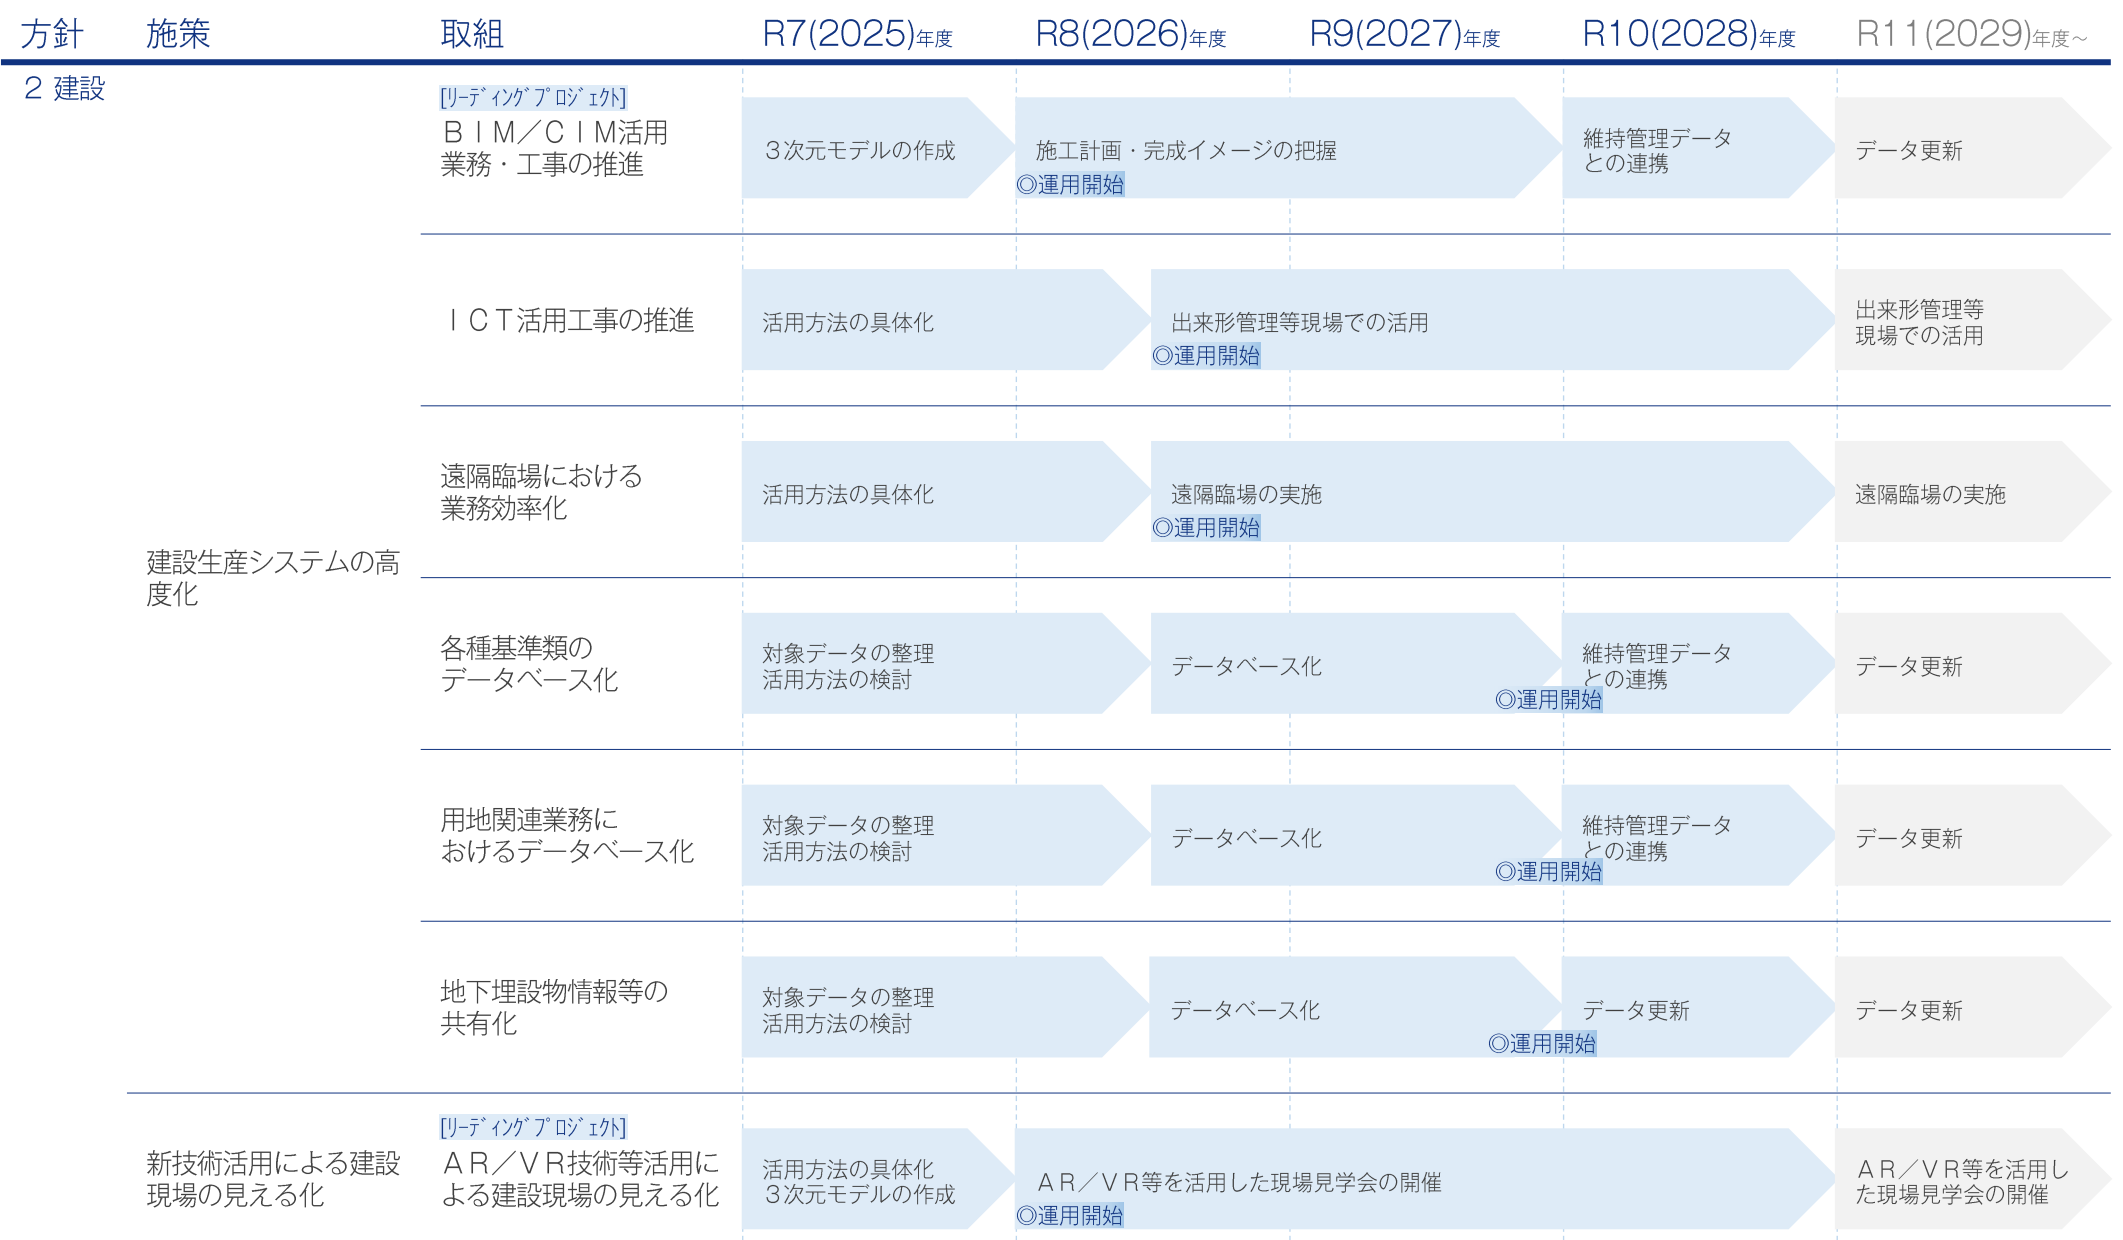 方針 施策 取組 R7(2025)年度 R8(2026)年度 R9(2027)年度 R10(2028)年度 R11(2029)年度～
２ 建設
建設生産システムの高
度化
[ﾘｰﾃﾞｨﾝｸﾞﾌﾟﾛｼﾞｪｸﾄ]
ＢＩＭ／ＣＩＭ活用
業務・工事の推進
３次元モデルの作成
施工計画・完成イメージの把握
◎運用開始
維持管理データ
との連携
データ更新
ＩＣＴ活用工事の推進
活用方法の具体化
出来形管理等現場での活用
◎運用開始
出来形管理等
現場での活用
遠隔臨場における
業務効率化
活用方法の具体化
遠隔臨場の実施
◎運用開始
遠隔臨場の実施
各種基準類の
データベース化
対象データの整理
活用方法の検討
データベース化
◎運用開始
維持管理データ
との連携
データ更新
用地関連業務に
おけるデータベース化
対象データの整理
活用方法の検討
データベース化
◎運用開始
維持管理データ
との連携
データ更新
地下埋設物情報等の
共有化
対象データの整理
活用方法の検討
データベース化
◎運用開始
データ更新
データ更新
新技術活用による建設
現場の見える化
[ﾘｰﾃﾞｨﾝｸﾞﾌﾟﾛｼﾞｪｸﾄ]
ＡＲ／ＶＲ技術等活用に
よる建設現場の見える化
活用方法の具体化
３次元モデルの作成
ＡＲ／ＶＲ等を活用した現場見学会の開催
◎運用開始
ＡＲ／ＶＲ等を活用し
た現場見学会の開催